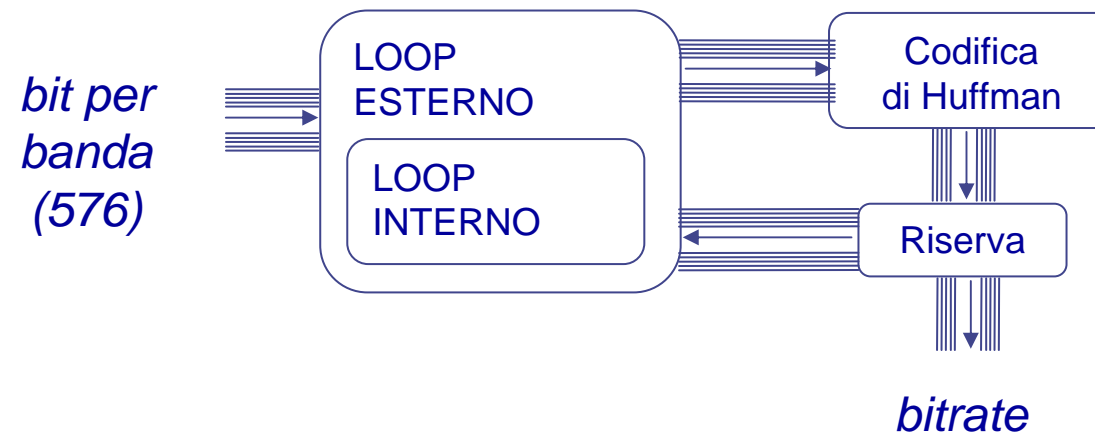 bit per
banda
(576)
LOOP
ESTERNO
LOOP
INTERNO
Codifica
di Huffman
Riserva
bitrate